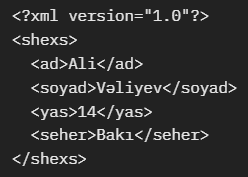 <?xml version="1.0"?>
<shexs>
  <ad>Ali</ad>
  <soyad>Vəliyev</soyad>
  <yas>14</yas>
  <seher>Bakı</seher>
</shexs>